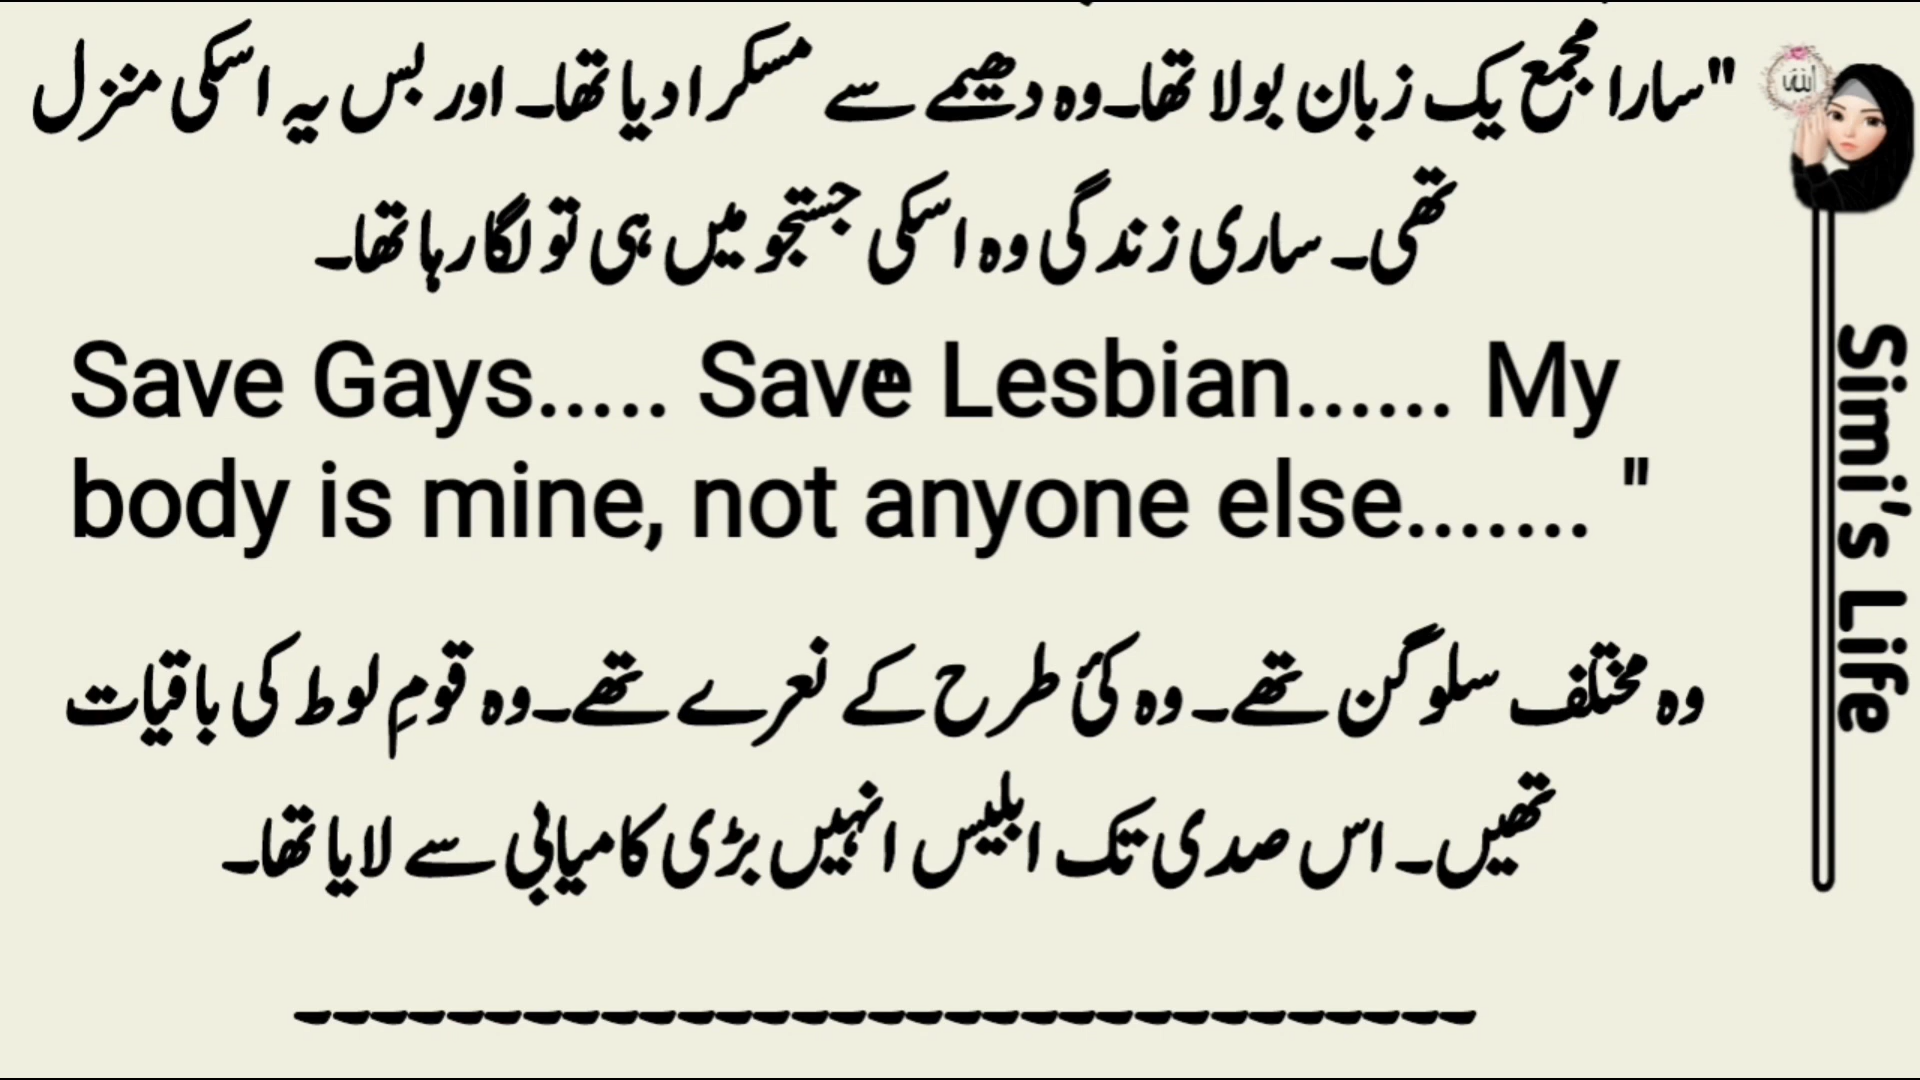 "سارا مجمع یک زبان بولا تھا۔وہ دھیمے سے مسکرا دیا تھا۔ اور بس یہ اسکی منزل
تھی۔ ساری زندگی وہ اسکی جستجو میں ہی تو لگا رہا تھا۔
Save Gays..... Save Lesbian...... My
body is mine, not anyone else....... "
وہ مختلف سلوگن تھے۔ وہ کئ طرح کے نعرے تھے۔وہ قومِ لوط کی باقیات
تھیں۔ اس صدی تک ابلیس انہیں بڑی کامیابی سے لایا تھا۔
۔۔۔۔۔۔۔۔۔۔۔۔۔۔۔۔۔۔۔۔۔۔۔۔۔۔۔۔۔۔۔
الله
Simi's Life